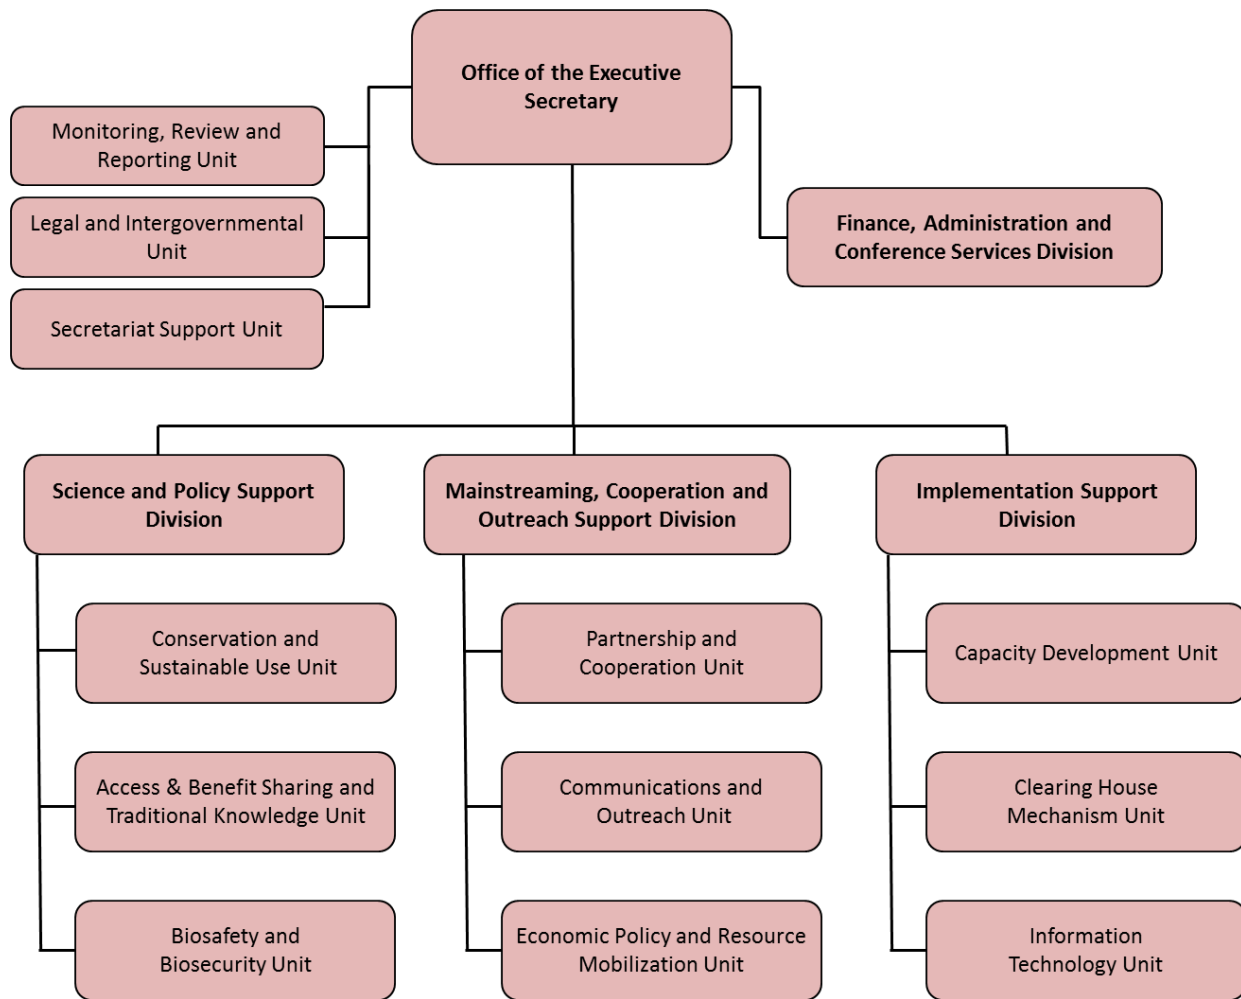 Office of the Executive
Secretary
Monitoring, Review and
Reporting Unit
Legal and Intergovernmental
Unit
Secretariat Support Unit
Finance, Administration and
Conference Services Division
Science and Policy Support
Division
Mainstreaming, Cooperation and
Outreach Support Division
Implementation Support
Division
Conservation and
Sustainable Use Unit
Partnership and
Cooperation Unit
Capacity Development Unit
Access & Benefit Sharing and
Traditional Knowledge Unit
Communications and
Outreach Unit
Clearing House
Mechanism Unit
Biosafety and
Biosecurity Unit
Economic Policy and Resource
Mobilization Unit
Information
Technology Unit